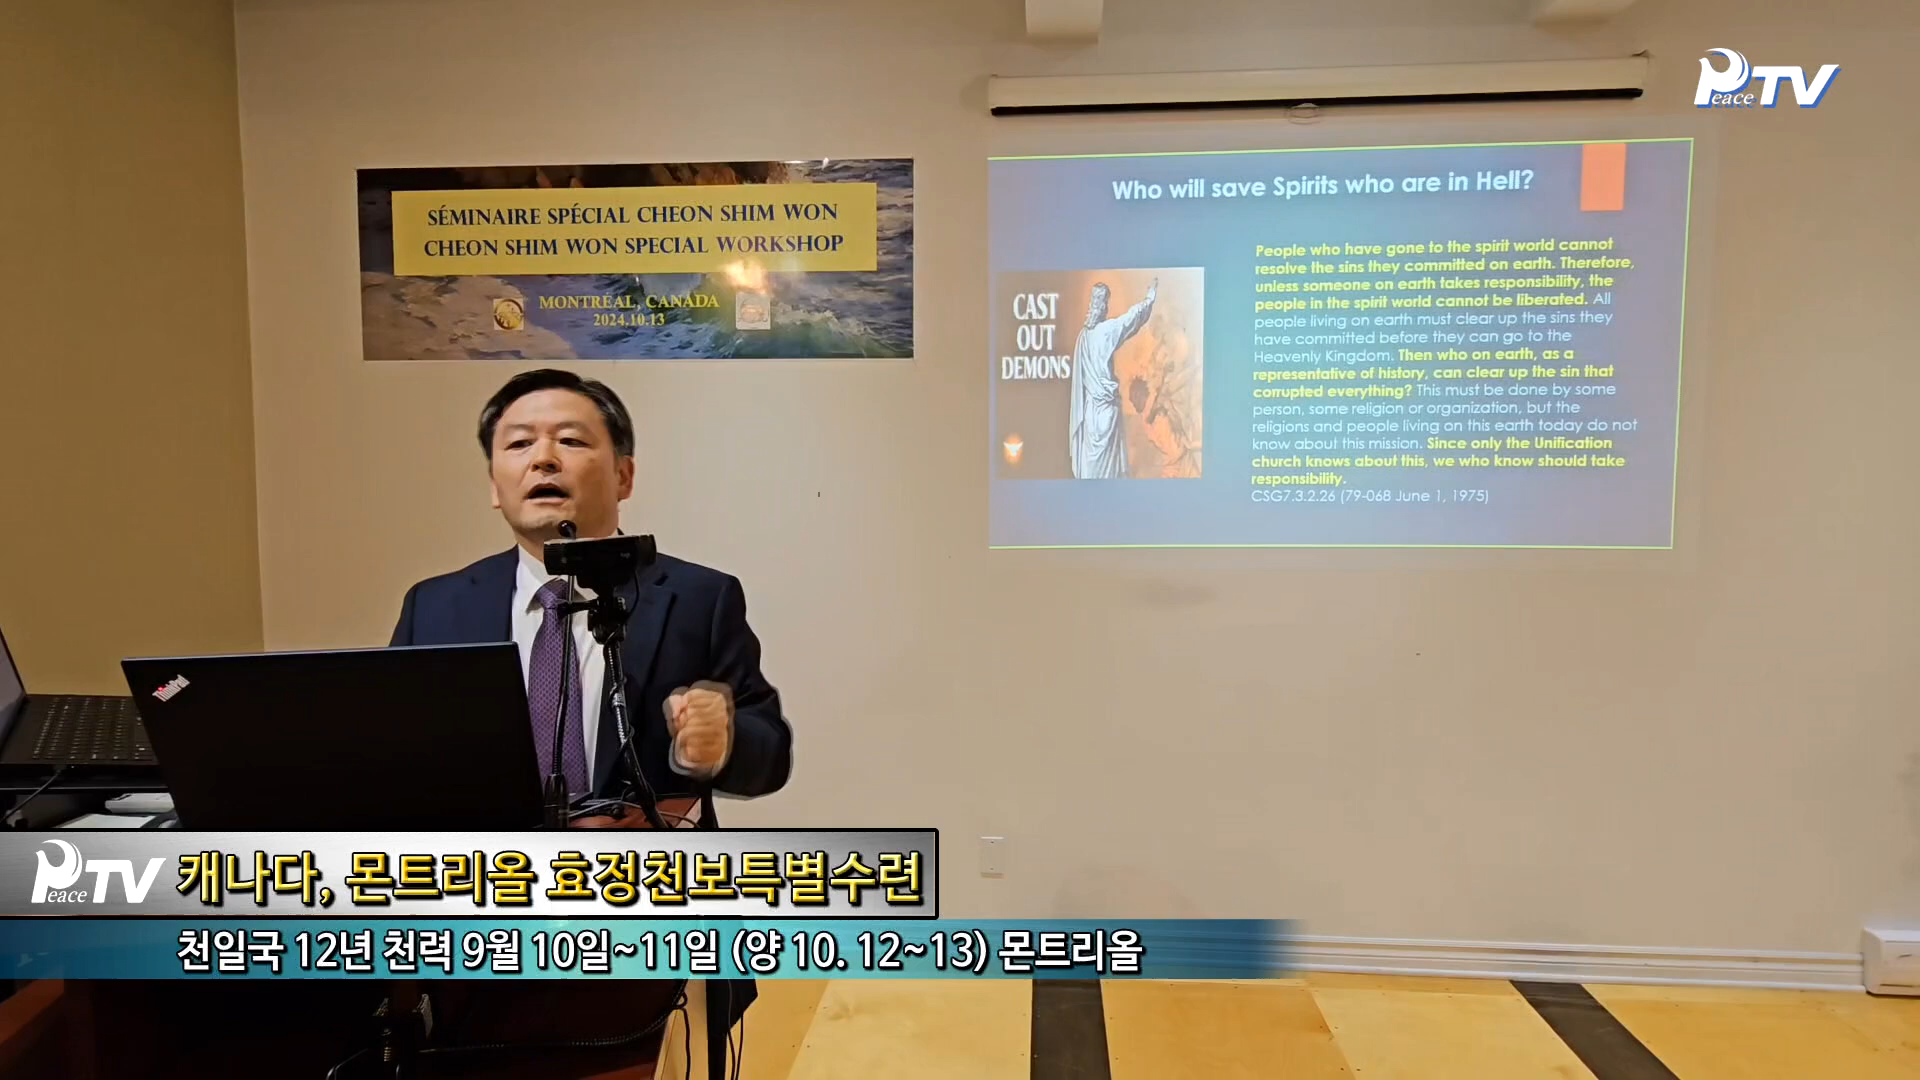 Peace TV
SÉMINAIRE SPÉCIAL CHEON SHIM WON
CHEON SHIM WON SPECIAL WORKSHOP
MONTREAL, CANADA
2024.10.13
Who will save Spirits who are in Hell?
CAST
OUT
DEMONS
People who have gone to the spirit world cannot
resolve the sins they committed on earth. Therefore,
unless someone on earth takes responsibility, the
people in the spirit world cannot be liberated. All
people living on earth must clear up the sins they
have committed before they can go to the
Heavenly Kingdom. Then who on earth, as a
representative of history, can clear up the sin that
corrupted everything? This must be done by some
person, some religion or organization, but the
religions and people living on this earth today do not
know about this mission. Since only the Unification
church knows about this, we who know should take
responsibility.
CSG7.3.2.26 (79-068 June 1, 1975)
ThinkPad
Peace TV 캐나다, 몬트리올 효정천보특별수련
천일국 12년 천력 9월 10일~11일 (양 10. 12~13) 몬트리올